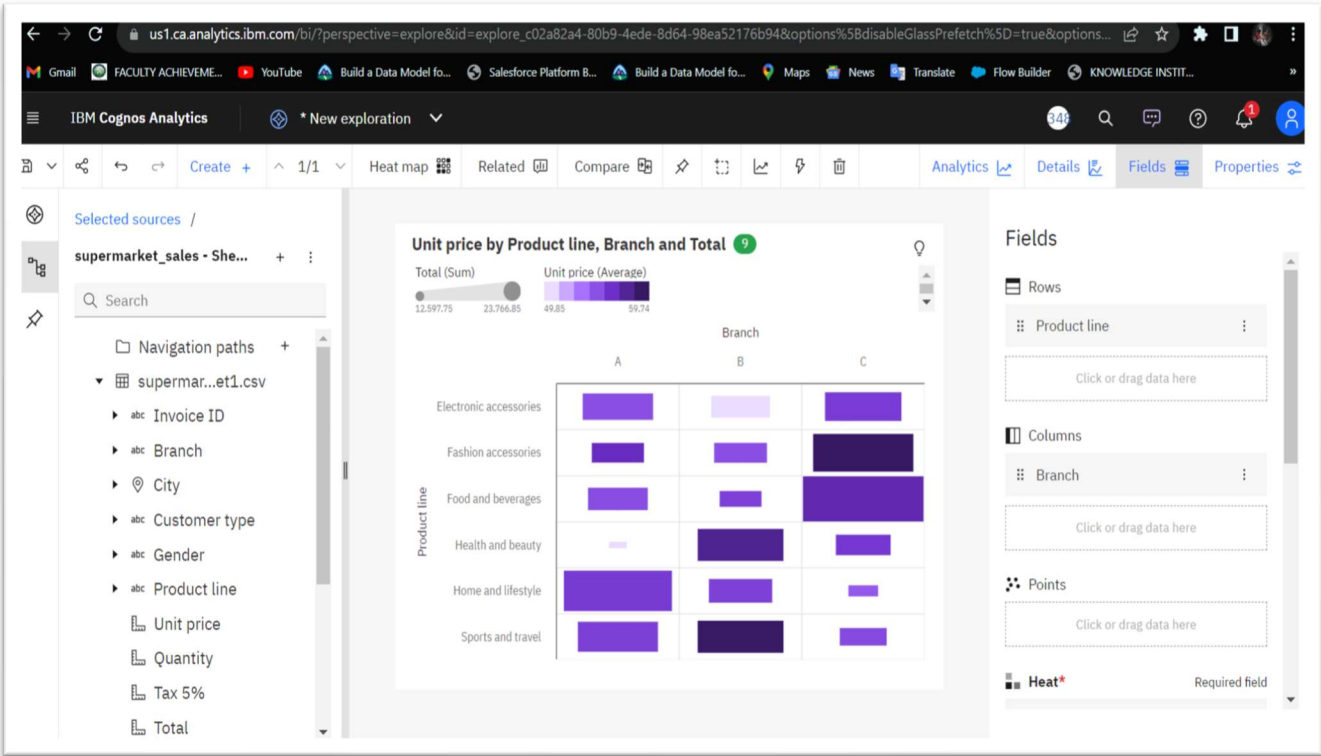 us1.ca.analytics.ibm.com/bi/?perspective=explore&id=explore_c02a82a4-80b9-4ede-8d64-98ea52176b94&options%5BdisableGlassPrefetch%5D=true&options...
Gmail FACULTY ACHIEVEME... YouTube Build a Data Model fo... Salesforce Platform B... Build a Data Model fo... Maps News Translate Flow Builder KNOWLEDGE INSTIT... »
IBM Cognos Analytics * New exploration 348 1
Create + 1/1 Heat map Related Compare Analytics Details Fields Properties
Selected sources /
supermarket_sales - She... +
Search
Navigation paths +
supermar...et1.csv
abc Invoice ID
abc Branch
City
abc Customer type
abc Gender
abc Product line
Unit price
Quantity
Tax 5%
Total
Unit price by Product line, Branch and Total 9
Total (Sum) Unit price (Average)
12.597.75 23.766.85 49.85 59.74
Branch
A B C
Product line
Electronic accessories
Fashion accessories
Food and beverages
Health and beauty
Home and lifestyle
Sports and travel
Fields
Rows
Product line
Click or drag data here
Columns
Branch
Click or drag data here
Points
Click or drag data here
Heat* Required field